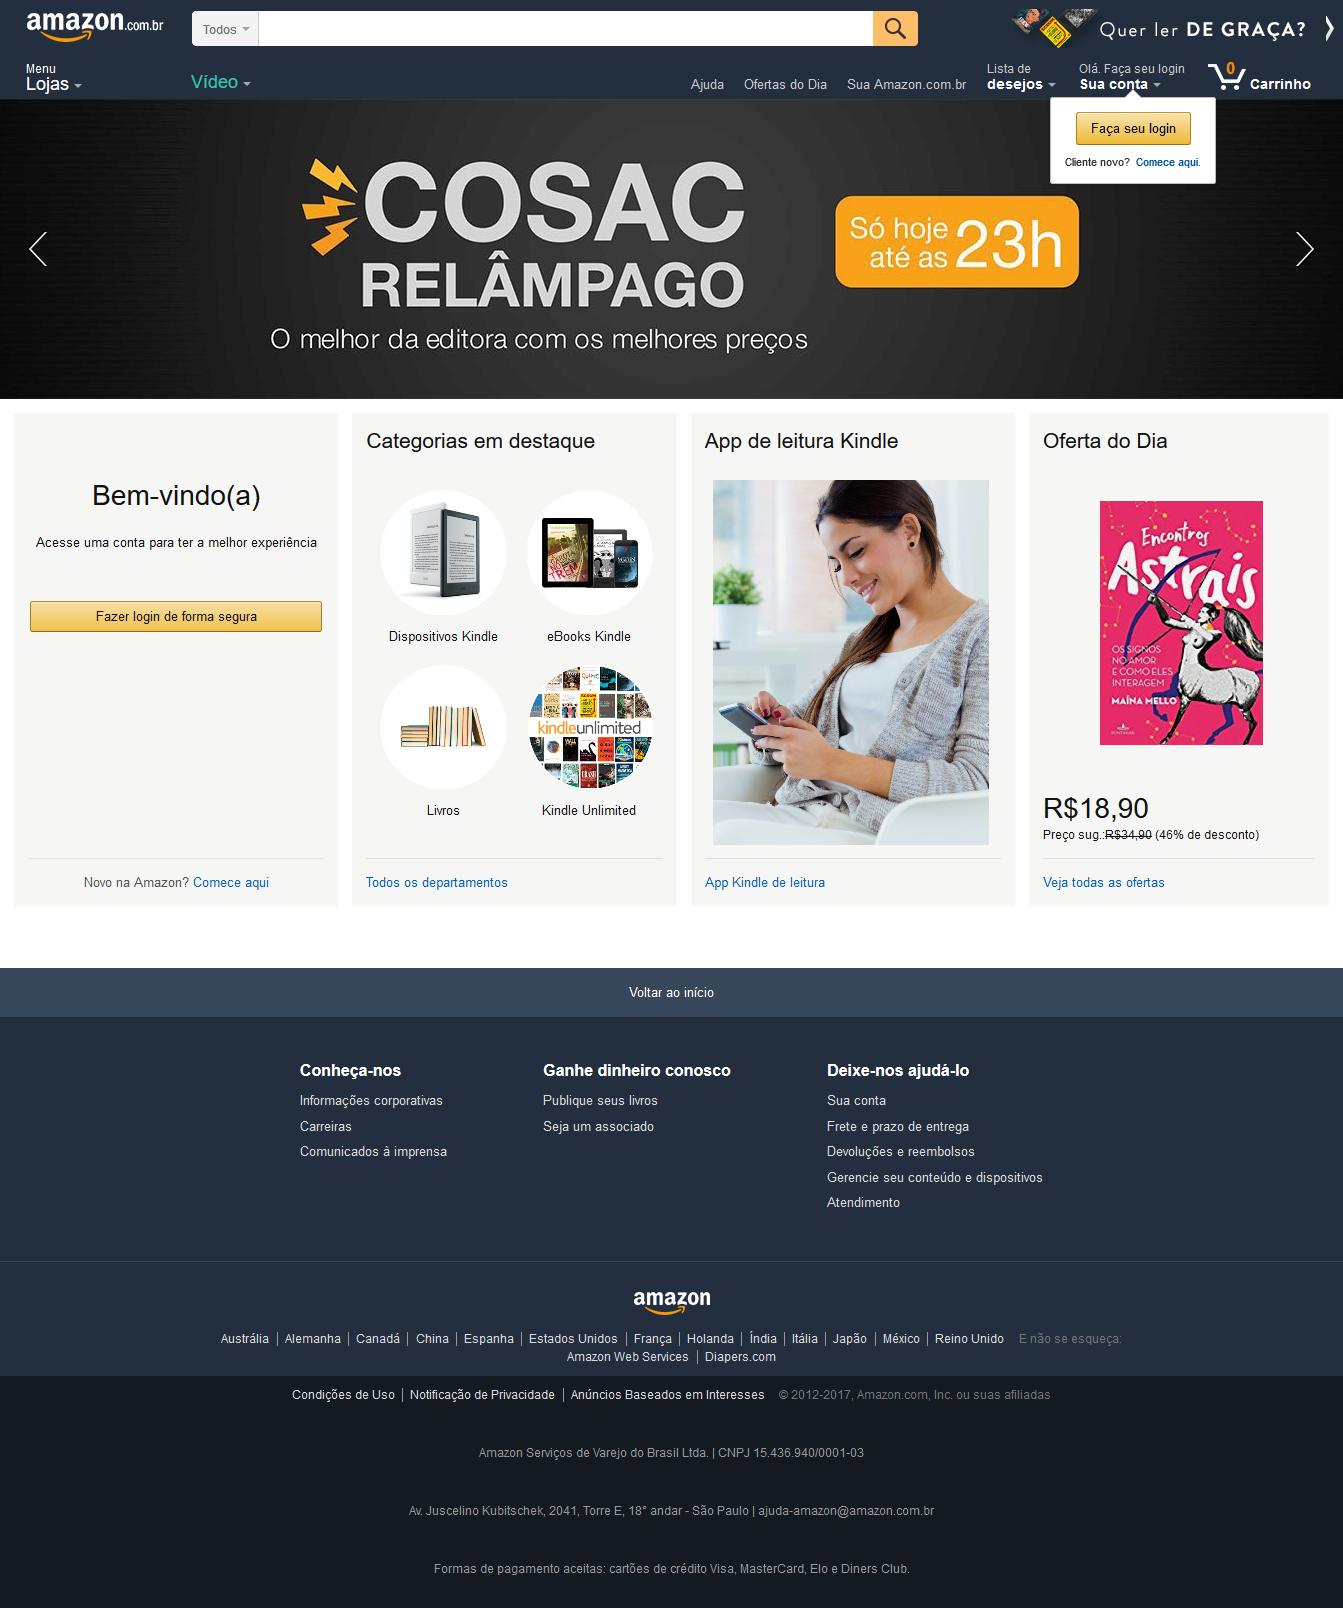 amazon.com.br
Todos
Quer ler DE GRAÇA?
Menu
Lojas
Vídeo
Ajuda
Ofertas do Dia
Sua Amazon.com.br
Lista de
desejos
Olá. Faça seu login
Sua conta
0
Carrinho
Faça seu login
Cliente novo? Comece aqui.
COSAC
RELÂMPAGO
O melhor da editora com os melhores preços
Só hoje
até as 23h
Bem-vindo(a)
Acesse uma conta para ter a melhor experiência
Fazer login de forma segura
Novo na Amazon? Comece aqui
Categorias em destaque
Dispositivos Kindle
eBooks Kindle
kindleunlimited
Livros
Kindle Unlimited
Todos os departamentos
App de leitura Kindle
App Kindle de leitura
Oferta do Dia
Encontros
Astrais
OS SIGNOS
NO AMOR
E COMO ELES
INTERAGEM
MAÍNA MELLO
R$18,90
Preço sug.:R$34,90 (46% de desconto)
Veja todas as ofertas
Voltar ao início
Conheça-nos
Informações corporativas
Carreiras
Comunicados à imprensa
Ganhe dinheiro conosco
Publique seus livros
Seja um associado
Deixe-nos ajudá-lo
Sua conta
Frete e prazo de entrega
Devoluções e reembolsos
Gerencie seu conteúdo e dispositivos
Atendimento
amazon
Austrália | Alemanha | Canadá | China | Espanha | Estados Unidos | França | Holanda | Índia | Itália | Japão | México | Reino Unido E não se esqueça:
Amazon Web Services | Diapers.com
Condições de Uso | Notificação de Privacidade | Anúncios Baseados em Interesses © 2012-2017, Amazon.com, Inc. ou suas afiliadas
Amazon Serviços de Varejo do Brasil Ltda. | CNPJ 15.436.940/0001-03
Av. Juscelino Kubitschek, 2041, Torre E, 18° andar - São Paulo | ajuda-amazon@amazon.com.br
Formas de pagamento aceitas: cartões de crédito Visa, MasterCard, Elo e Diners Club.